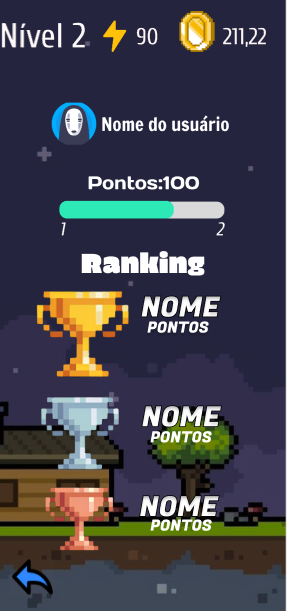 Nível 2 90 211,22
Nome do usuário
Pontos:100
1 2
Ranking
NOME
PONTOS
NOME
PONTOS
NOME
PONTOS